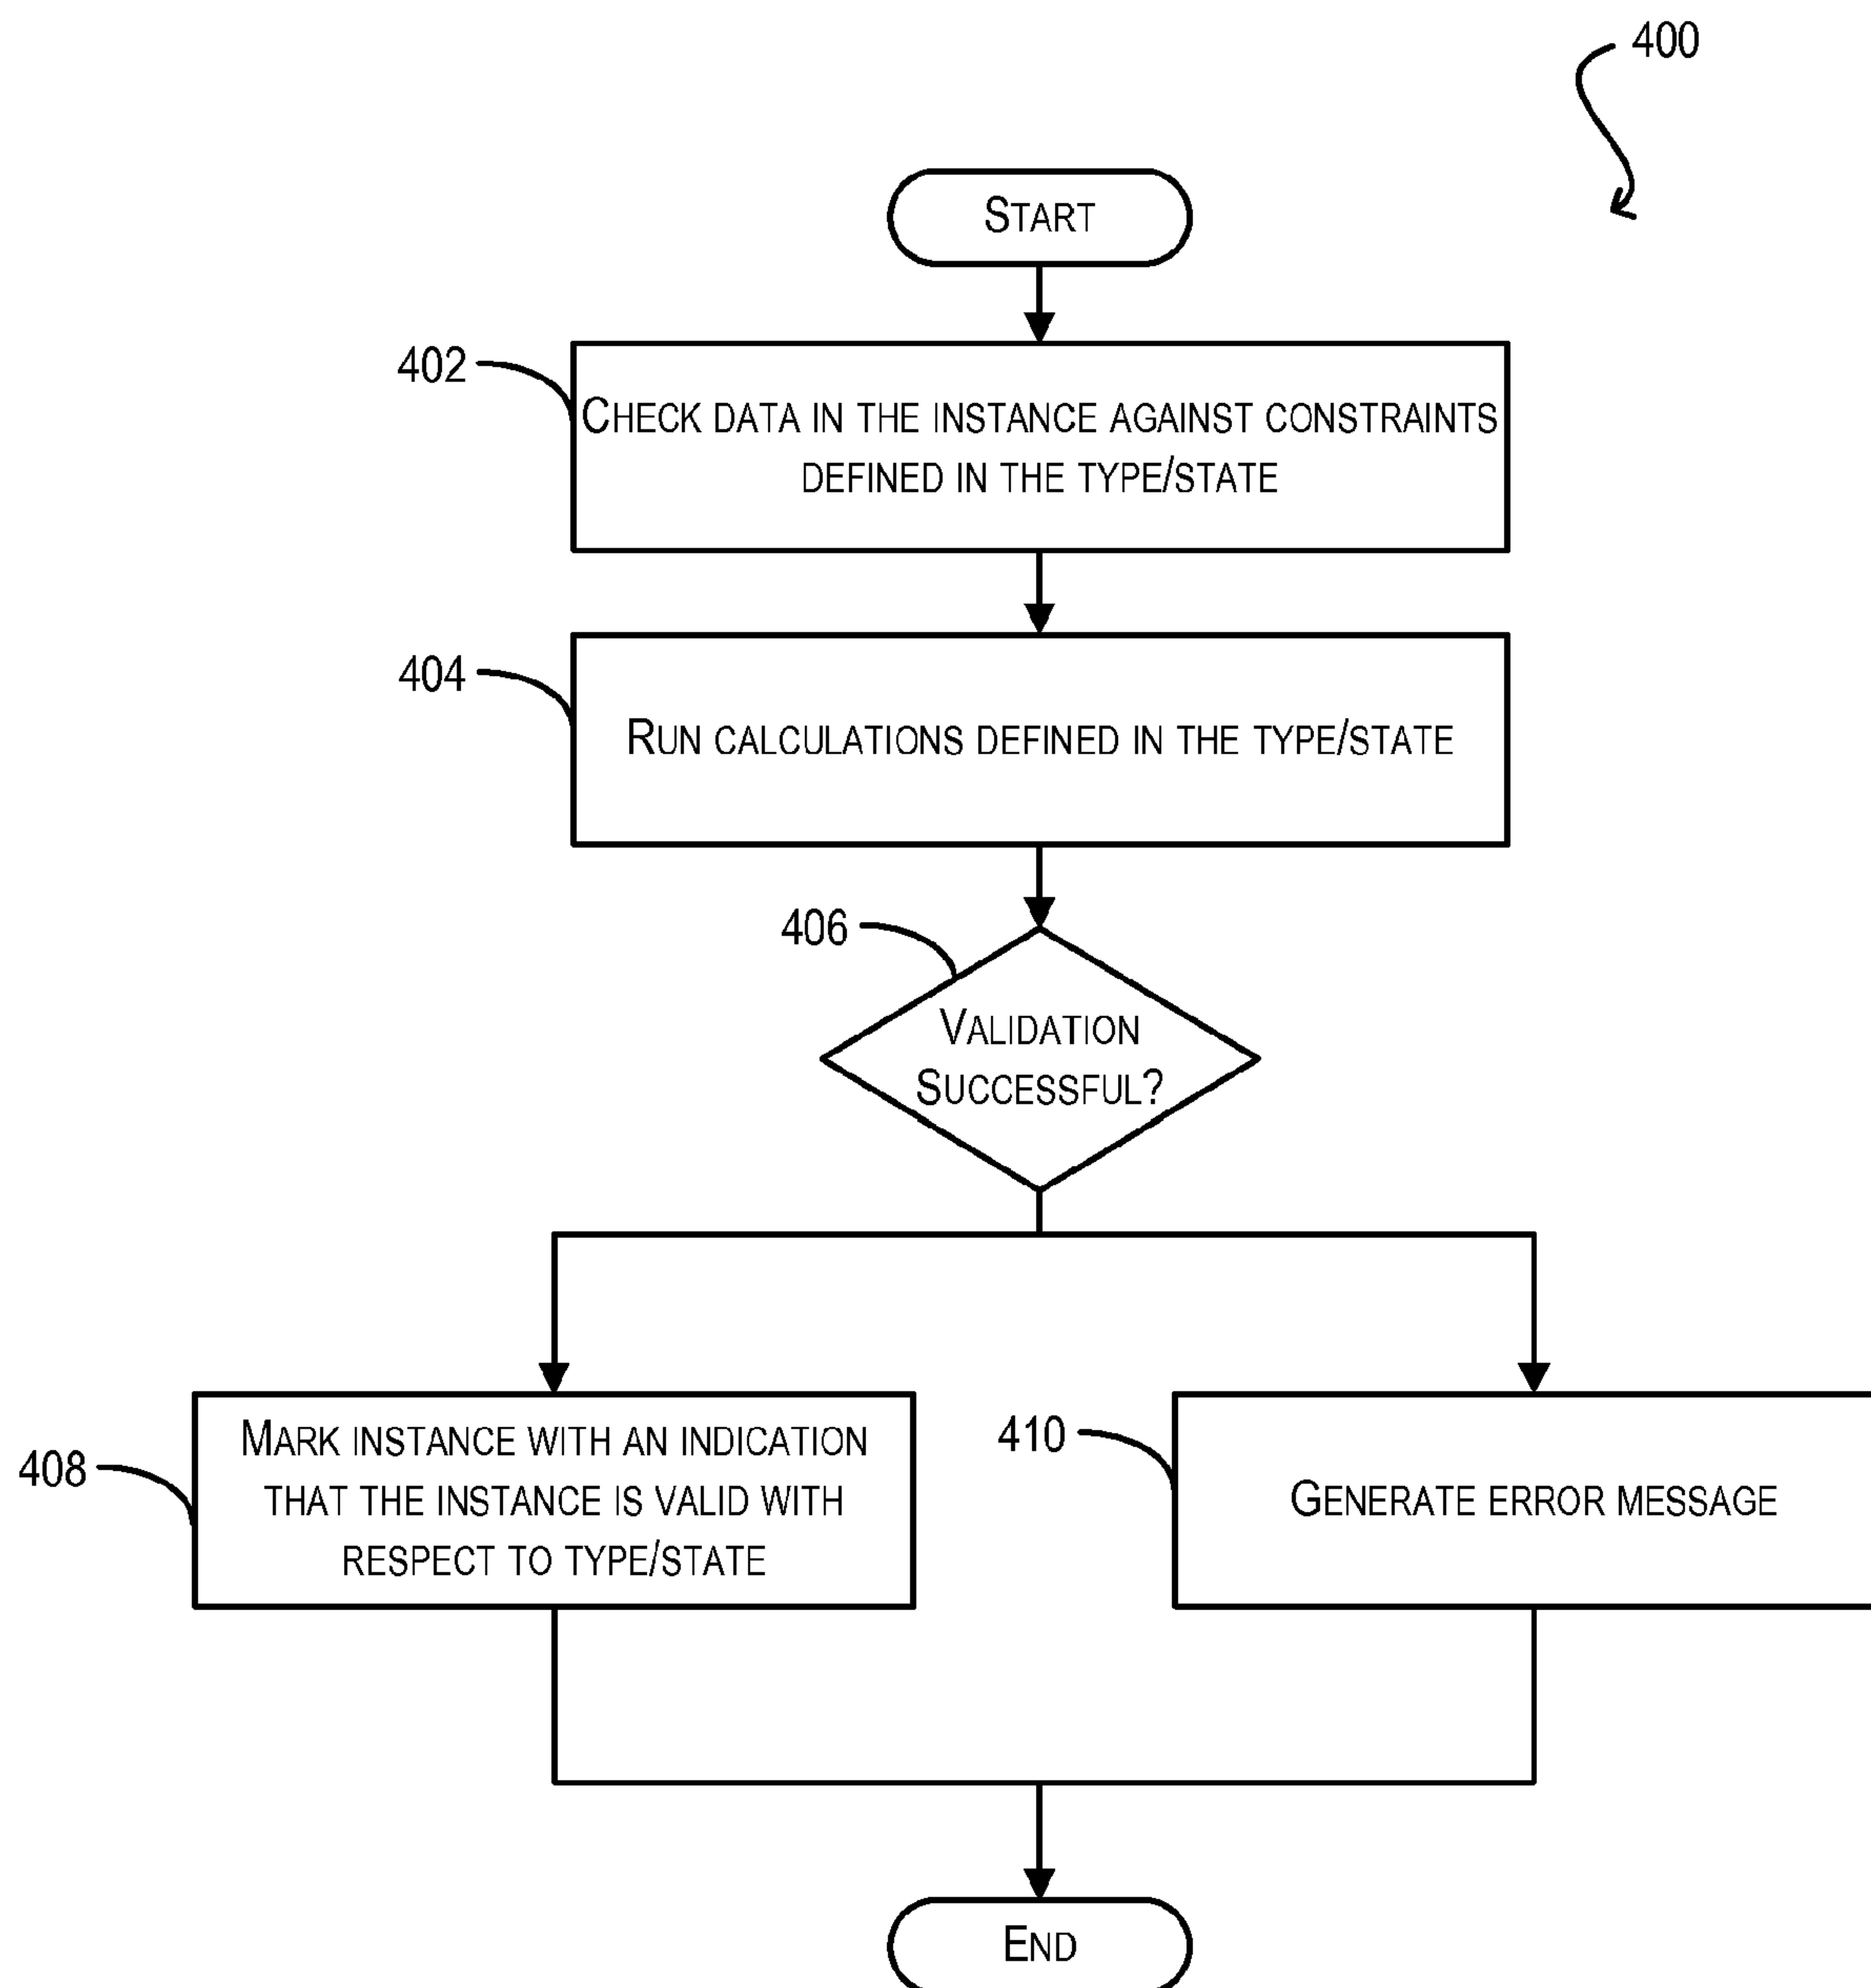 400
START
402
CHECK DATA IN THE INSTANCE AGAINST CONSTRAINTS
DEFINED IN THE TYPE/STATE
404
RUN CALCULATIONS DEFINED IN THE TYPE/STATE
406
VALIDATION
SUCCESSFUL?
408
MARK INSTANCE WITH AN INDICATION
THAT THE INSTANCE IS VALID WITH
RESPECT TO TYPE/STATE
410
GENERATE ERROR MESSAGE
END